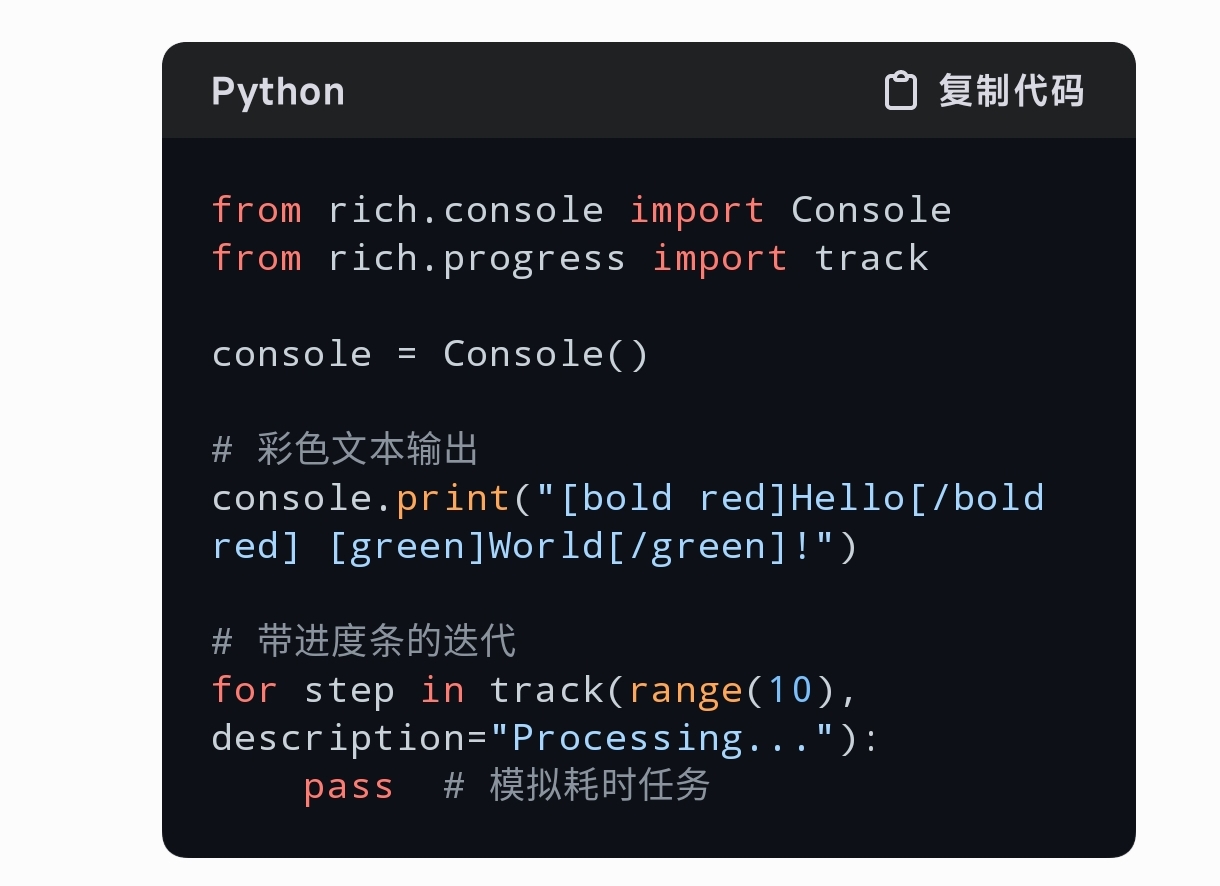 Python
复制代码
from rich.console import Console
from rich.progress import track
console = Console()
# 彩色文本输出
console.print("[bold red]Hello[/bold
red] [green]World[/green]!")
# 带进度条的迭代
for step in track(range(10),
description="Processing..."):
    pass  # 模拟耗时任务